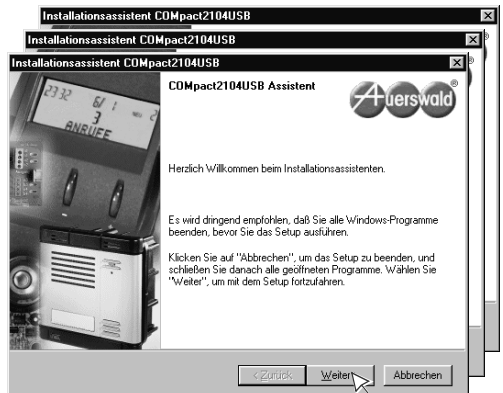 Installationsassistent COMpact2104USB
Installationsassistent COMpact2104USB
Installationsassistent COMpact2104USB
COMpact2104USB Assistent
Auerswald®
23:32
6/ 1
3
ANRUFE
Herzlich Willkommen beim Installationsassistenten.
Es wird dringend empfohlen, daß Sie alle Windows-Programme
beenden, bevor Sie das Setup ausführen.
Klicken Sie auf "Abbrechen", um das Setup zu beenden, und
schließen Sie danach alle geöffneten Programme. Wählen Sie
"Weiter", um mit dem Setup fortzufahren.
< Zurück
Weiter
Abbrechen